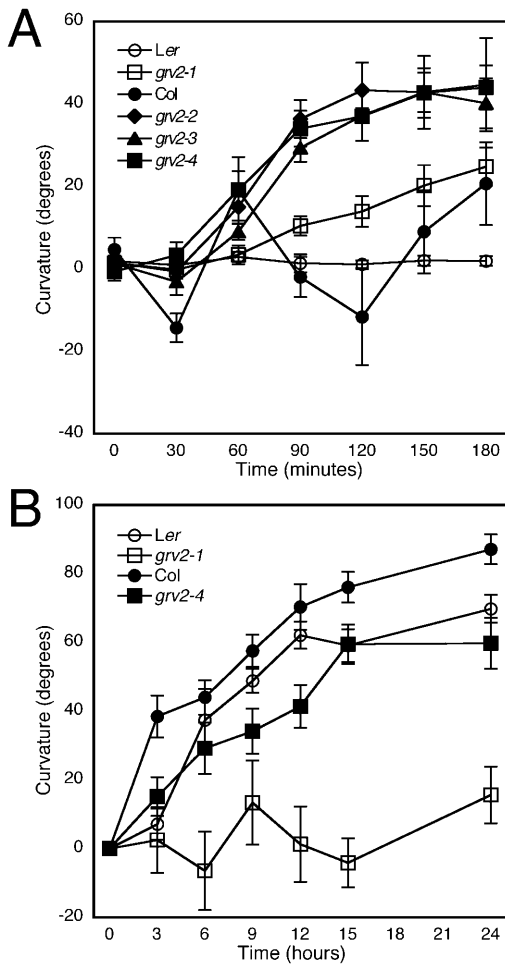 A
60
40
20
0
-20
-40
Curvature (degrees)
Ler
grv2-1
Col
grv2-2
grv2-3
grv2-4
0 30 60 90 120 150 180
Time (minutes)
B
100
80
60
40
20
0
-20
Curvature (degrees)
Ler
grv2-1
Col
grv2-4
0 3 6 9 12 15 18 21 24
Time (hours)